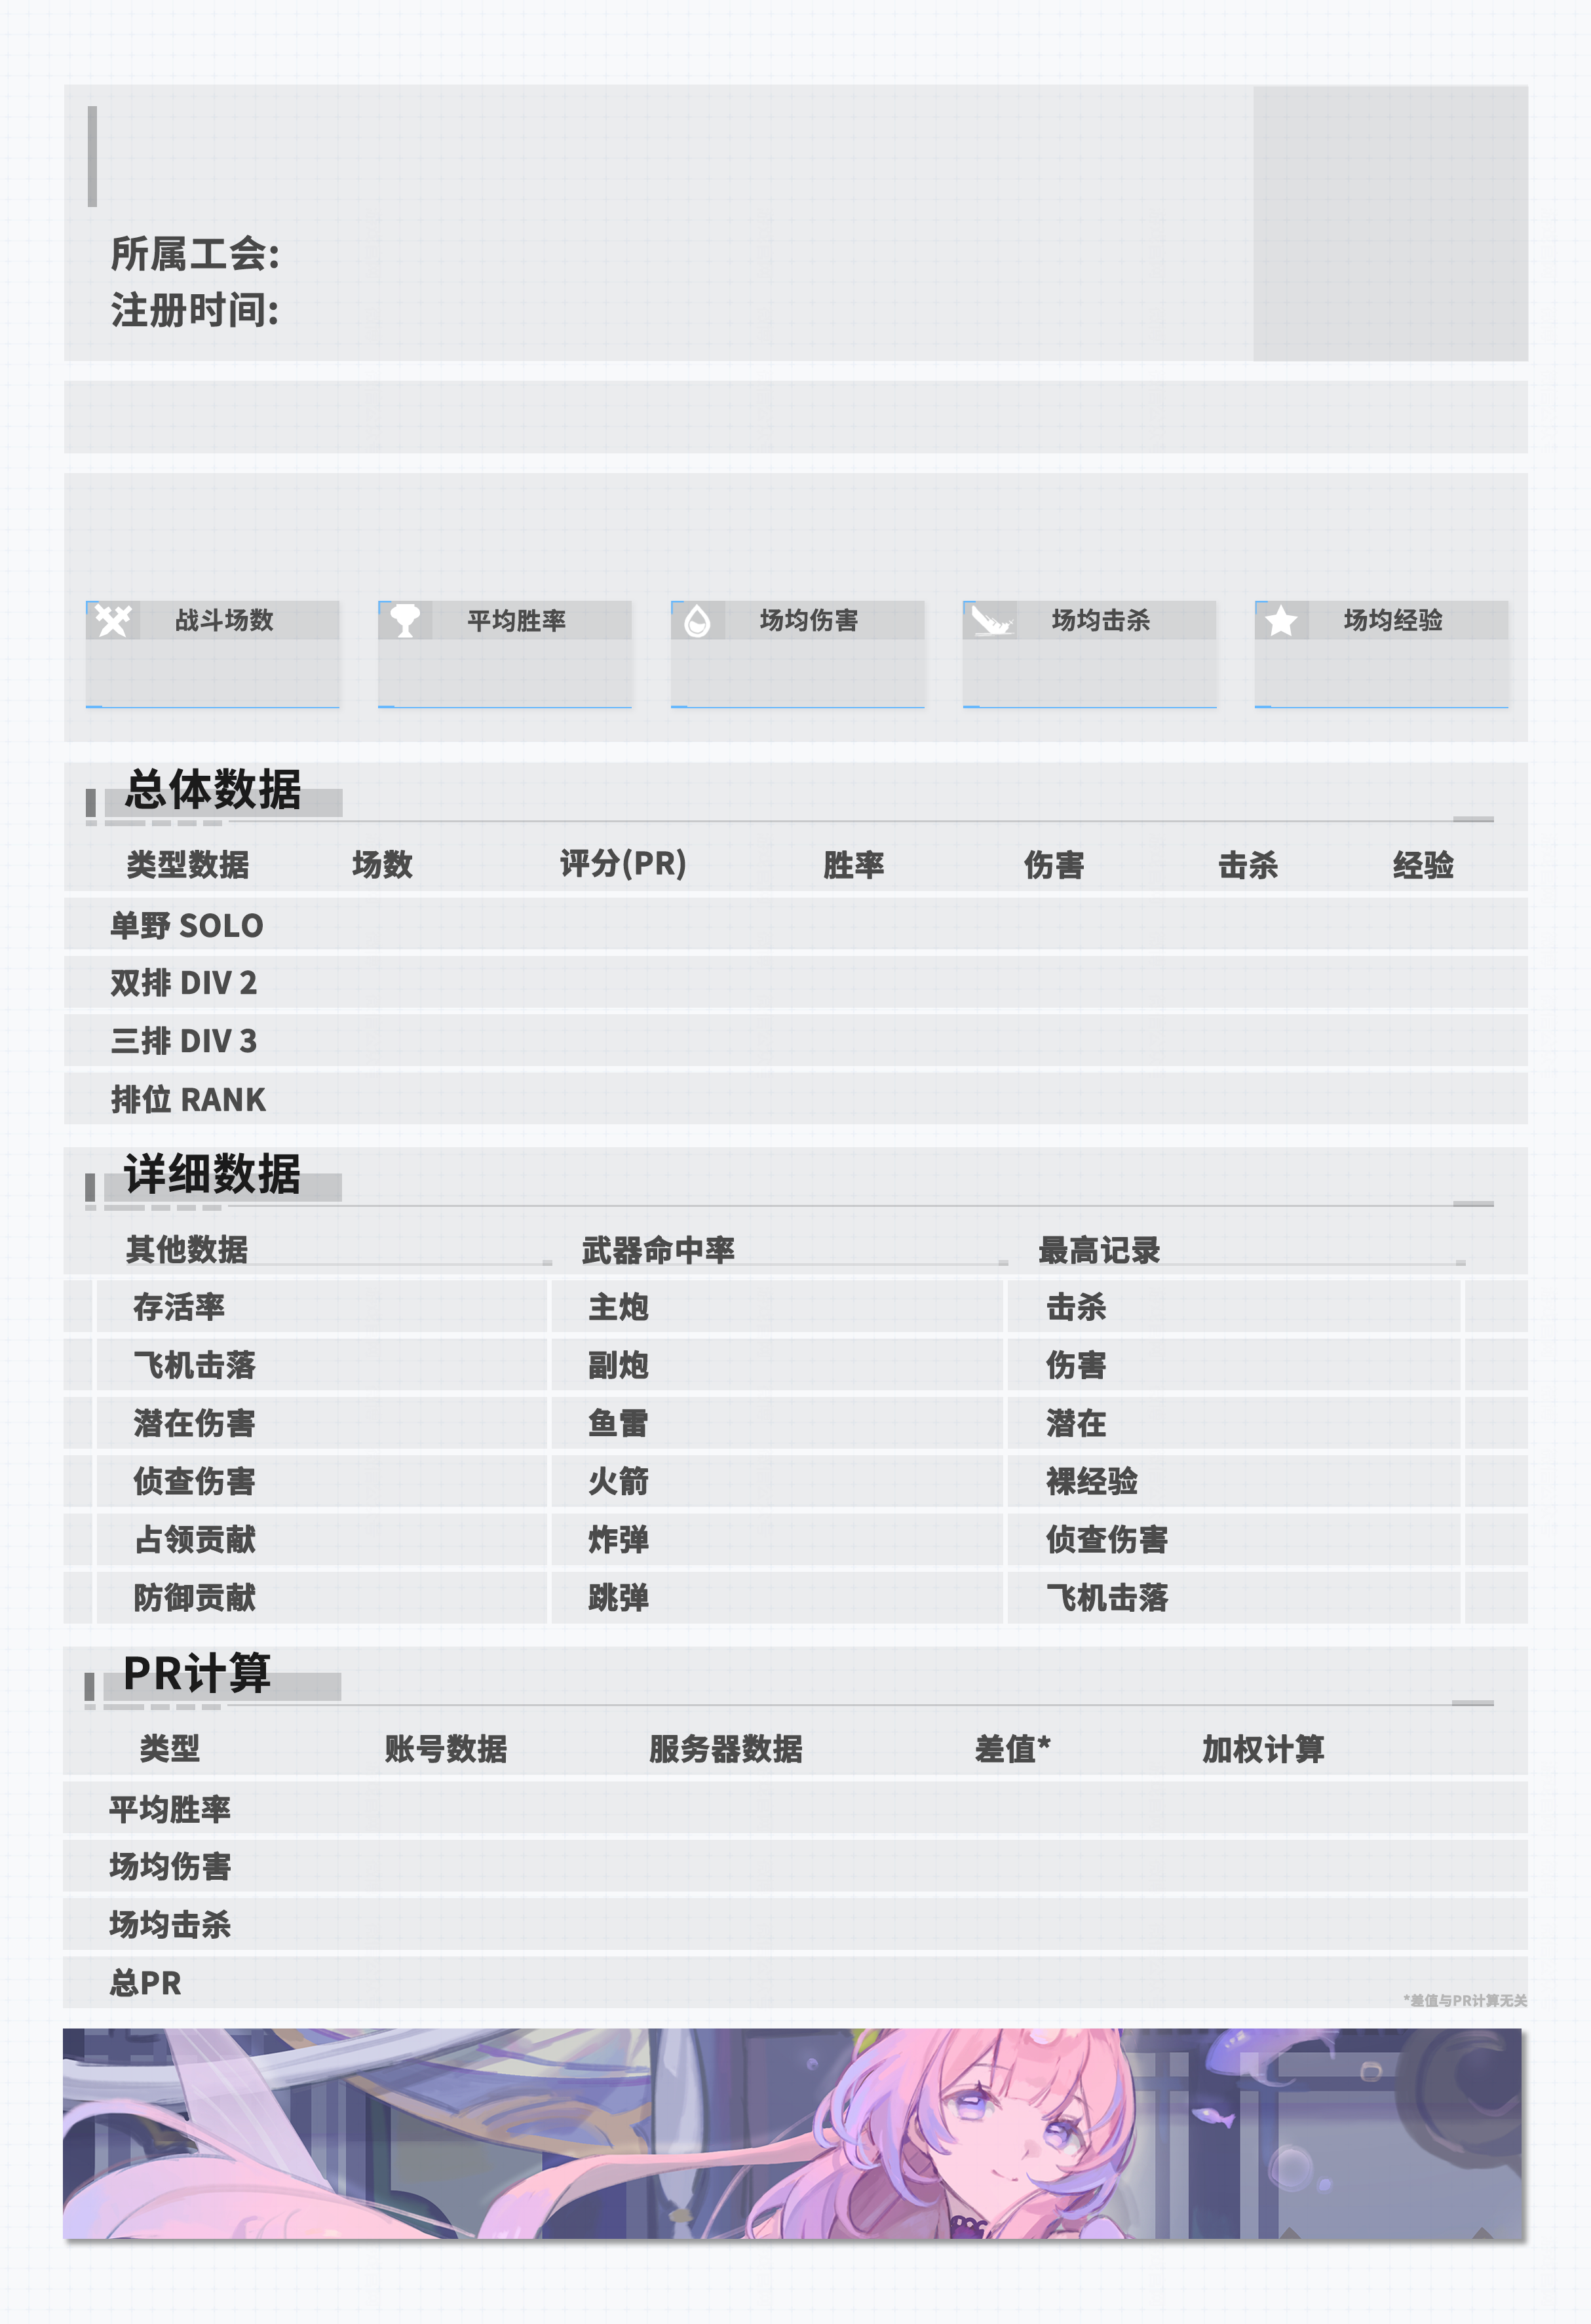 所属工会:
注册时间:
战斗场数 平均胜率 场均伤害 场均击杀 场均经验
总体数据
类型数据 场数 评分(PR) 胜率 伤害 击杀 经验
单野 SOLO
双排 DIV 2
三排 DIV 3
排位 RANK
详细数据
其他数据 武器命中率 最高记录
存活率 主炮 击杀
飞机击落 副炮 伤害
潜在伤害 鱼雷 潜在
侦查伤害 火箭 裸经验
占领贡献 炸弹 侦查伤害
防御贡献 跳弹 飞机击落
PR计算
类型 账号数据 服务器数据 差值* 加权计算
平均胜率
场均伤害
场均击杀
总PR
*差值与PR计算无关